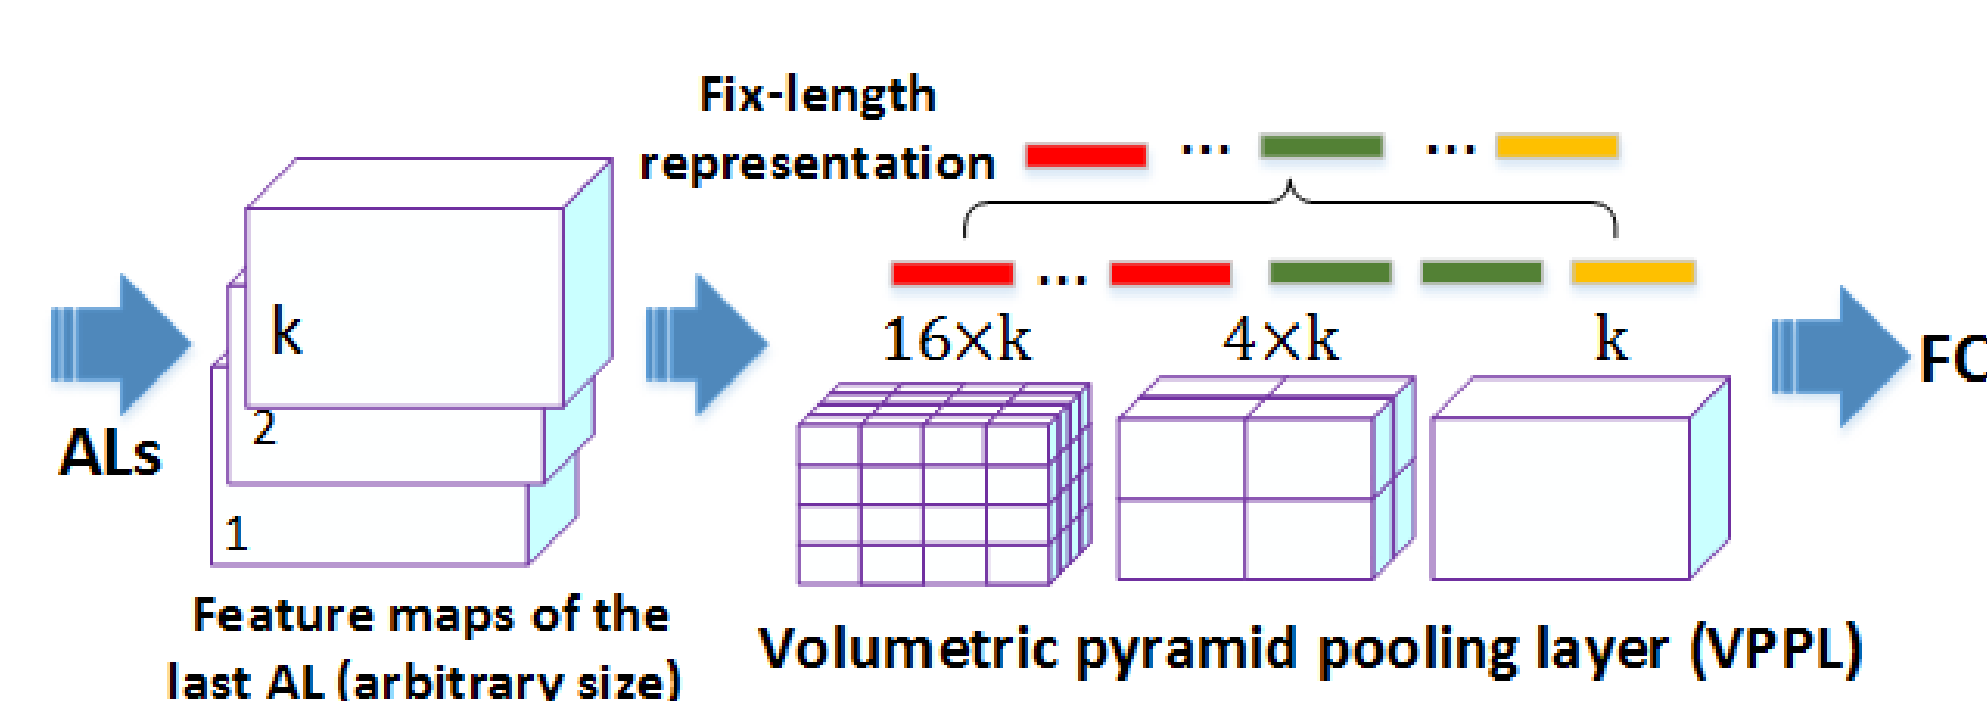 Fix-length
representation
...
...
...
16×k
4×k
k
k
2
1
ALs
Feature maps of the
last AL (arbitrary size)
Volumetric pyramid pooling layer (VPPL)